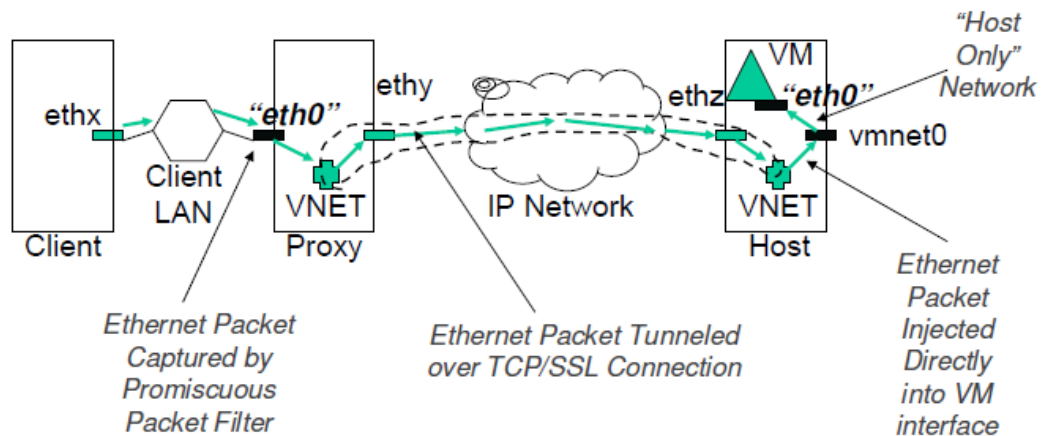 “Host
Only”
Network
VM
ethy
ethz
“eth0”
ethx
“eth0”
vmnet0
Client
LAN
VNET
IP Network
VNET
Client
Proxy
Host
Ethernet Packet
Captured by
Promiscuous
Packet Filter
Ethernet Packet Tunneled
over TCP/SSL Connection
Ethernet
Packet
Injected
Directly
into VM
interface